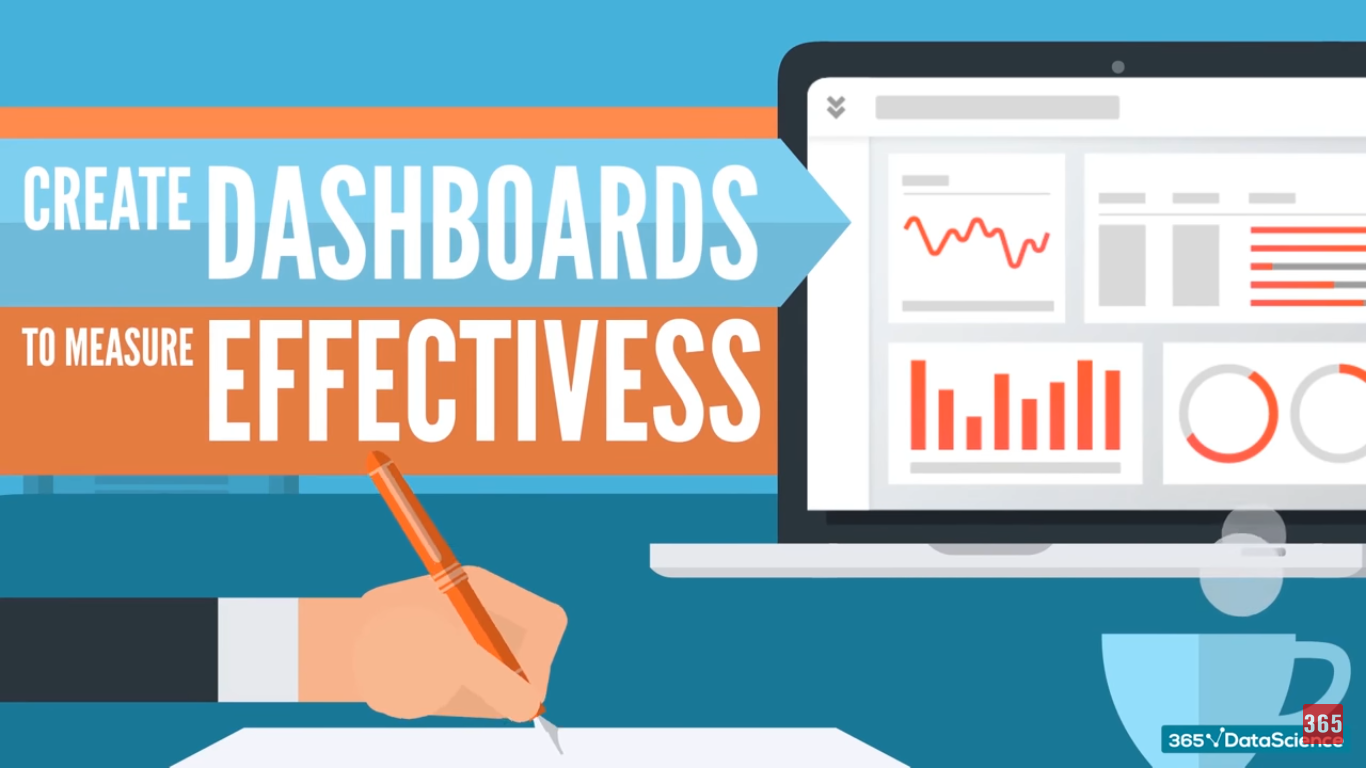 CREATE DASHBOARDS
TO MEASURE EFFECTIVESS
365
365 DataScience